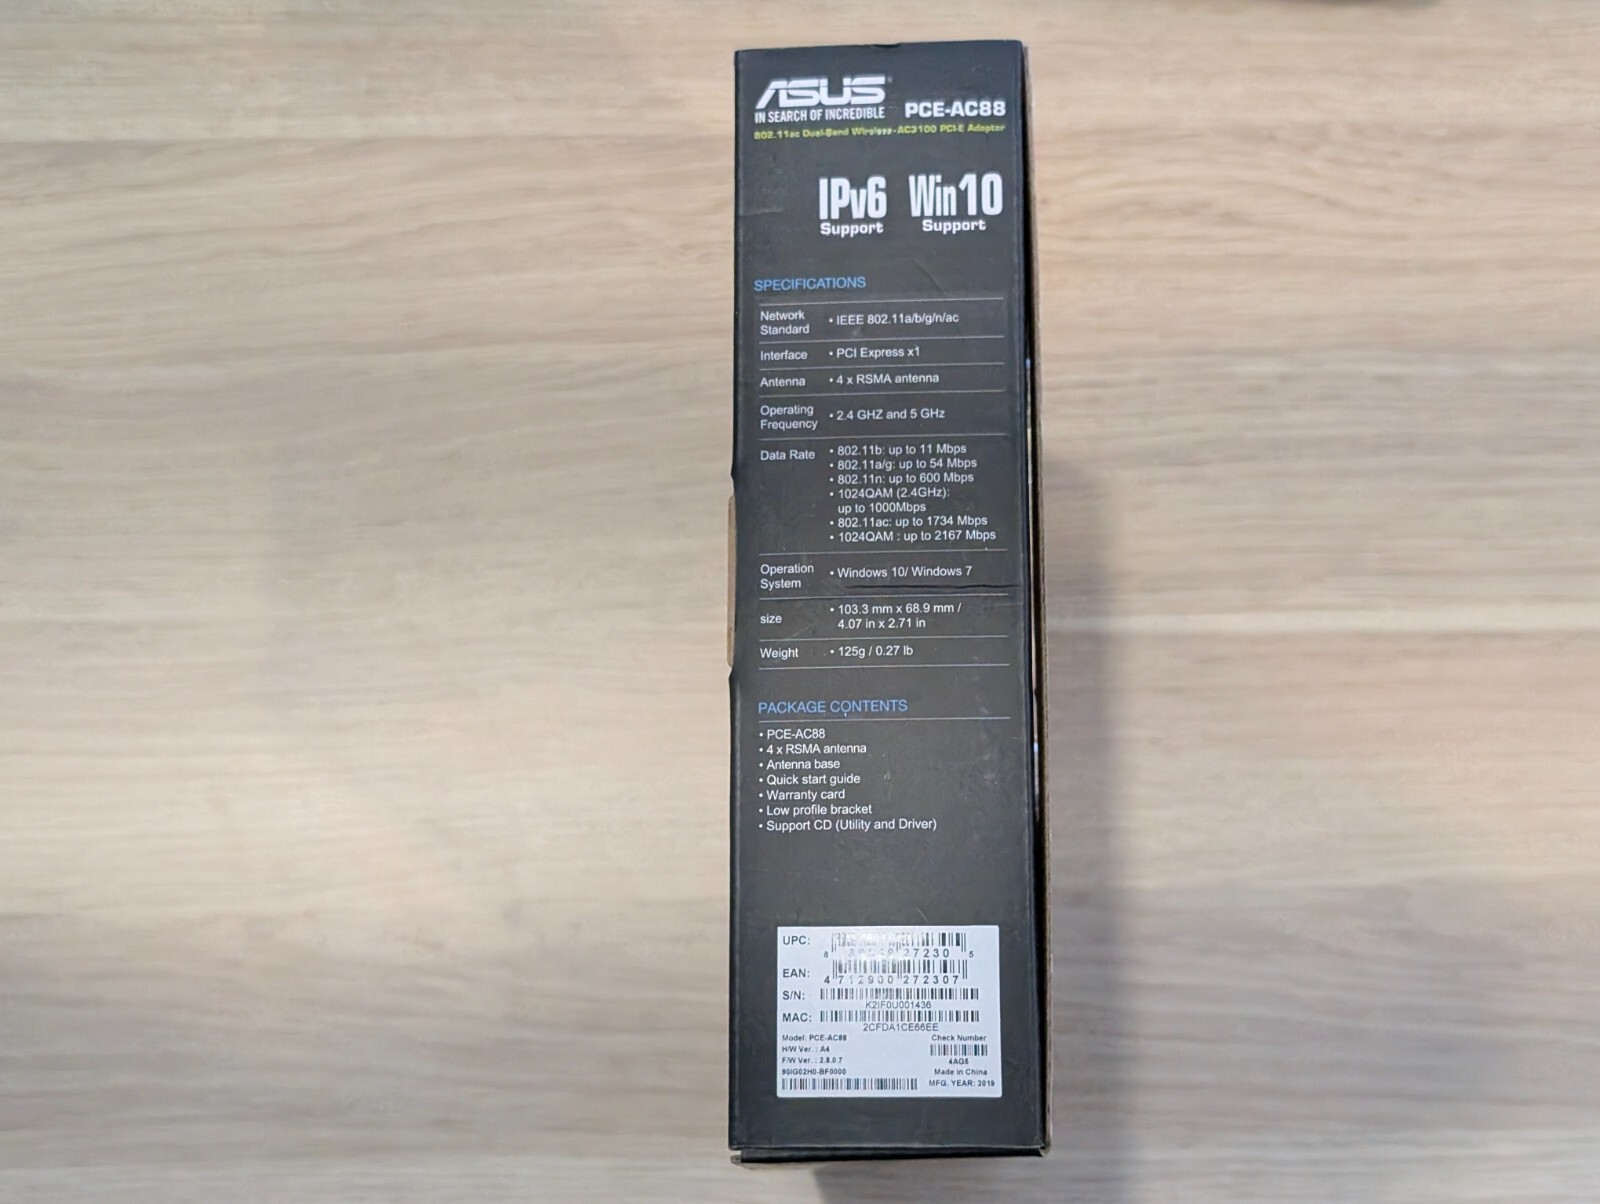 ASUS
IN SEARCH OF INCREDIBLE
PCE-AC88
802.11ac Dual-Band Wireless-AC3100 PCI-E Adapter
IPv6 Support
Win10 Support
SPECIFICATIONS
Network Standard • IEEE 802.11a/b/g/n/ac
Interface • PCI Express x1
Antenna • 4 x RSMA antenna
Operating Frequency • 2.4 GHZ and 5 GHz
Data Rate • 802.11b: up to 11 Mbps
• 802.11a/g: up to 54 Mbps
• 802.11n: up to 600 Mbps
• 1024QAM (2.4GHz):
up to 1000Mbps
• 802.11ac: up to 1734 Mbps
• 1024QAM : up to 2167 Mbps
Operation System • Windows 10/ Windows 7
size • 103.3 mm x 68.9 mm /
4.07 in x 2.71 in
Weight • 125g / 0.27 lb
PACKAGE CONTENTS
• PCE-AC88
• 4 x RSMA antenna
• Antenna base
• Quick start guide
• Warranty card
• Low profile bracket
• Support CD (Utility and Driver)
UPC:
27230 5
EAN:
4 712900 272307
S/N:
K2IF0U001436
MAC:
2CFDA1CE66EE
Model: PCE-AC88
H/W Ver. : A4
F/W Ver. : 2.8.0.7
90IG02H0-BF0000
Check Number
4AG5
Made in China
MFG. YEAR: 2019